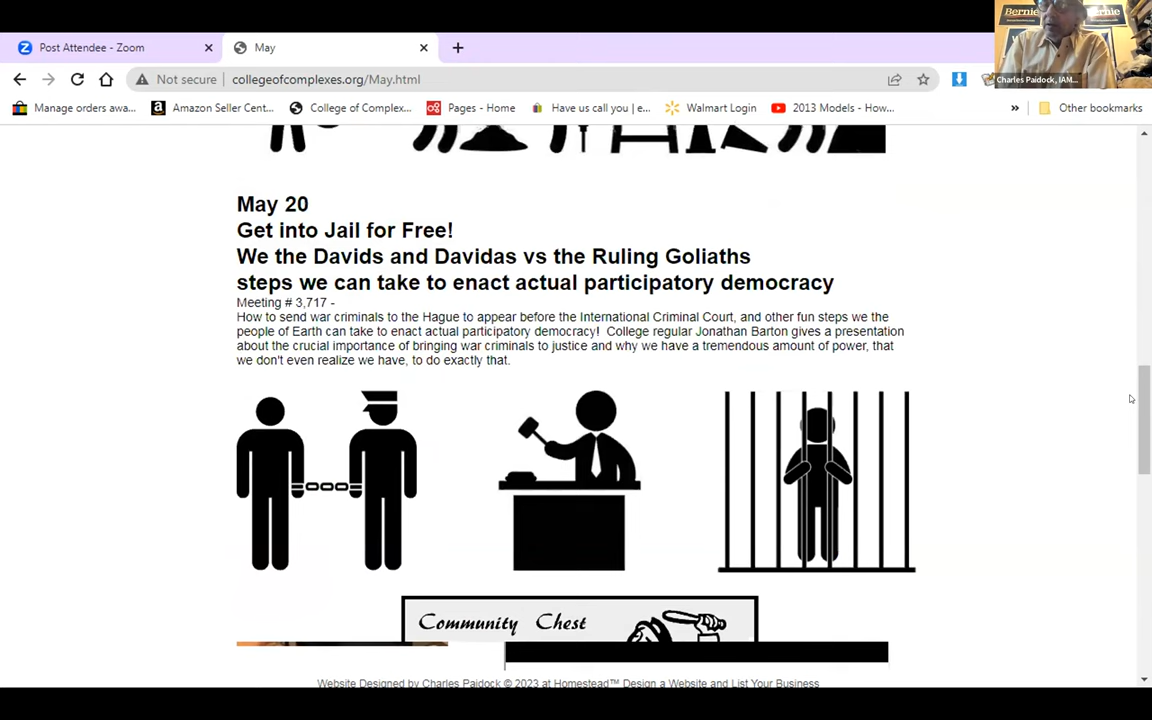 Bernie
Post Attendee - Zoom
May
Charles Paidock, IAM...
Not secure
collegeofcomplexes.org/May.html
Manage orders awa...
Amazon Seller Cent...
College of Complex...
Pages - Home
Have us call you | e...
Walmart Login
2013 Models - How...
Other bookmarks
May 20
Get into Jail for Free!
We the Davids and Davidas vs the Ruling Goliaths
steps we can take to enact actual participatory democracy
Meeting # 3,717 -
How to send war criminals to the Hague to appear before the International Criminal Court, and other fun steps we the
people of Earth can take to enact actual participatory democracy! College regular Jonathan Barton gives a presentation
about the crucial importance of bringing war criminals to justice and why we have a tremendous amount of power, that
we don't even realize we have, to do exactly that.
Community Chest
Website Designed by Charles Paidock © 2023 at Homestead™ Design a Website and List Your Business